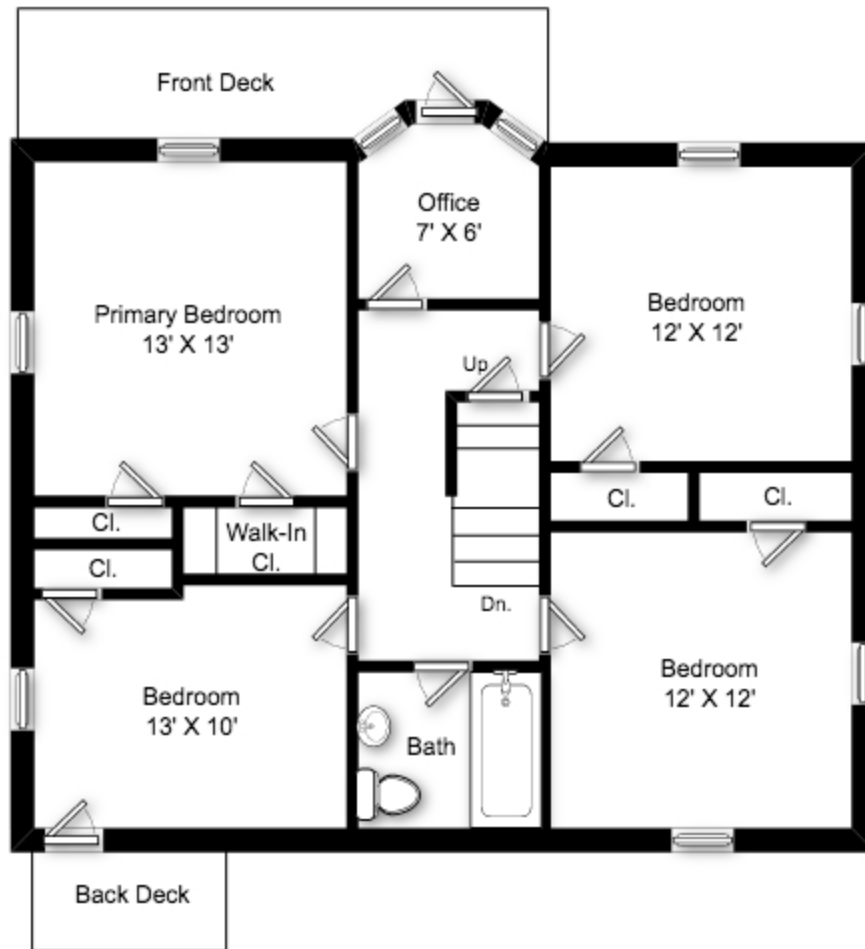 Front Deck
Office
7' X 6'
Primary Bedroom
13' X 13'
Bedroom
12' X 12'
Up
Cl.
Walk-In
Cl.
Cl.
Cl.
Cl.
Dn.
Bedroom
13' X 10'
Bath
Bedroom
12' X 12'
Back Deck